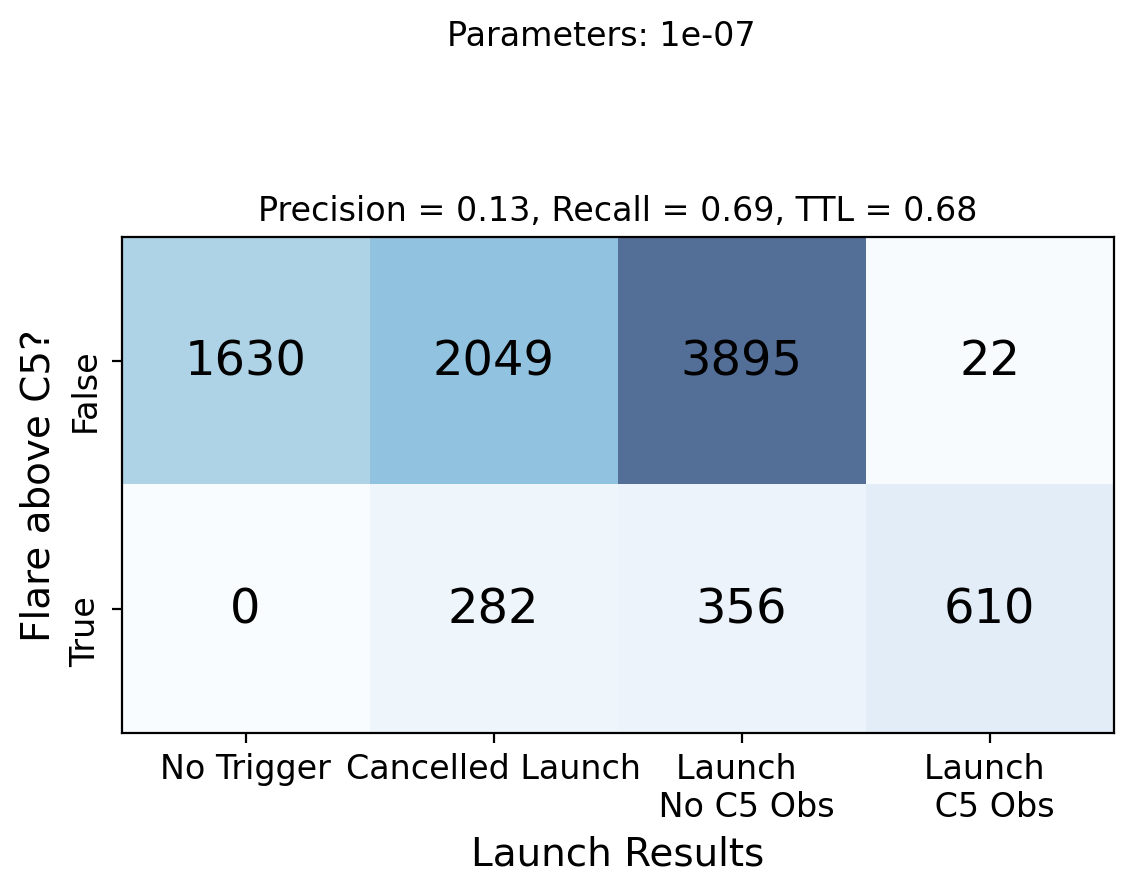 Parameters: 1e-07
Precision = 0.13, Recall = 0.69, TTL = 0.68
Flare above C5?
False
1630
2049
3895
22
True
0
282
356
610
No Trigger
Cancelled Launch
Launch
No C5 Obs
Launch
C5 Obs
Launch Results